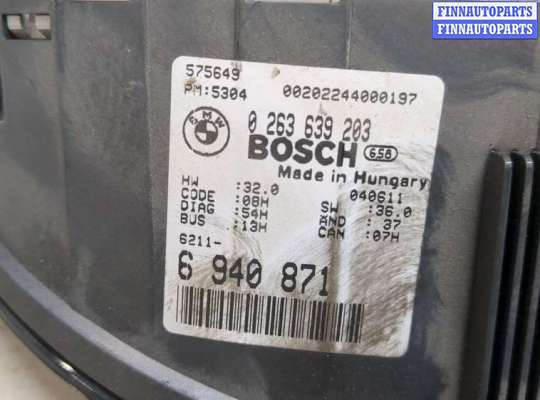 FINNAUTOPARTS
FINNAUTOPARTS
575649
PM:5304 00202244000197
BMW
0 263 639 203
BOSCH 658
Made in Hungary
HW :32.0 040611
CODE :08H SW :36.0
DIAG :54H AND : 37
BUS :13H CAN :07H
6211-
6 940 871